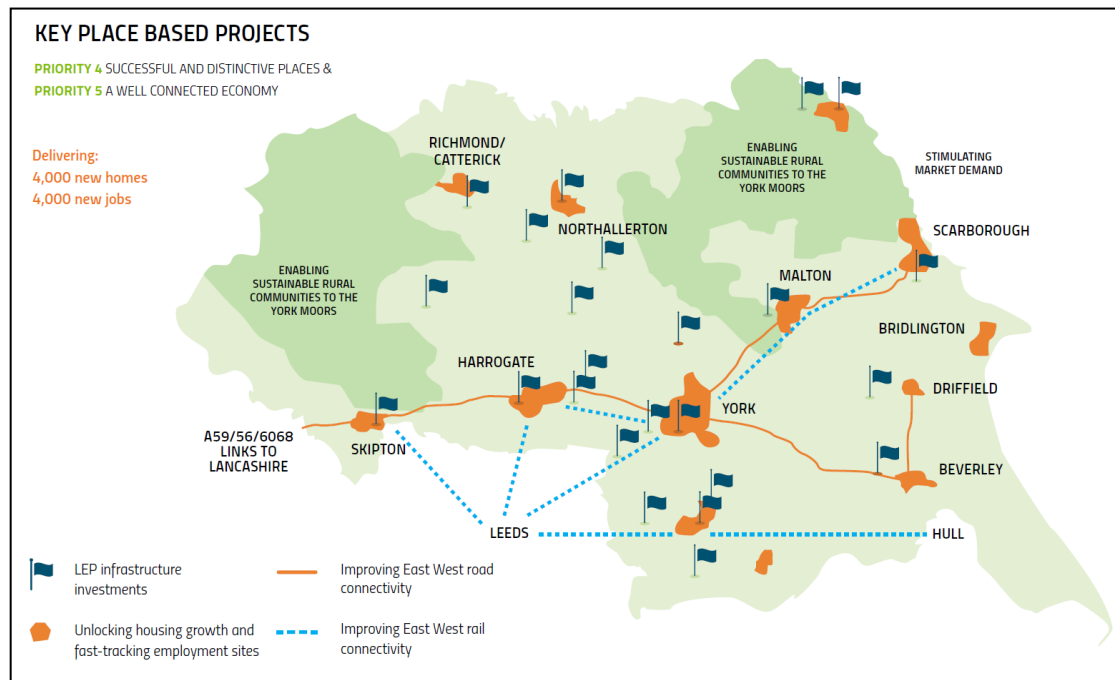 KEY PLACE BASED PROJECTS
PRIORITY 4 SUCCESSFUL AND DISTINCTIVE PLACES &
PRIORITY 5 A WELL CONNECTED ECONOMY
Delivering:
4,000 new homes
4,000 new jobs
RICHMOND/
CATTERICK
NORTHALLERTON
ENABLING
SUSTAINABLE RURAL
COMMUNITIES TO THE
YORK MOORS
STIMULATING
MARKET DEMAND
SCARBOROUGH
MALTON
ENABLING
SUSTAINABLE RURAL
COMMUNITIES TO THE
YORK MOORS
BRIDLINGTON
HARROGATE
DRIFFIELD
YORK
A59/56/6068
LINKS TO
LANCASHIRE
SKIPTON
BEVERLEY
LEEDS
HULL
LEP infrastructure
investments
Improving East West road
connectivity
Unlocking housing growth and
fast-tracking employment sites
Improving East West rail
connectivity